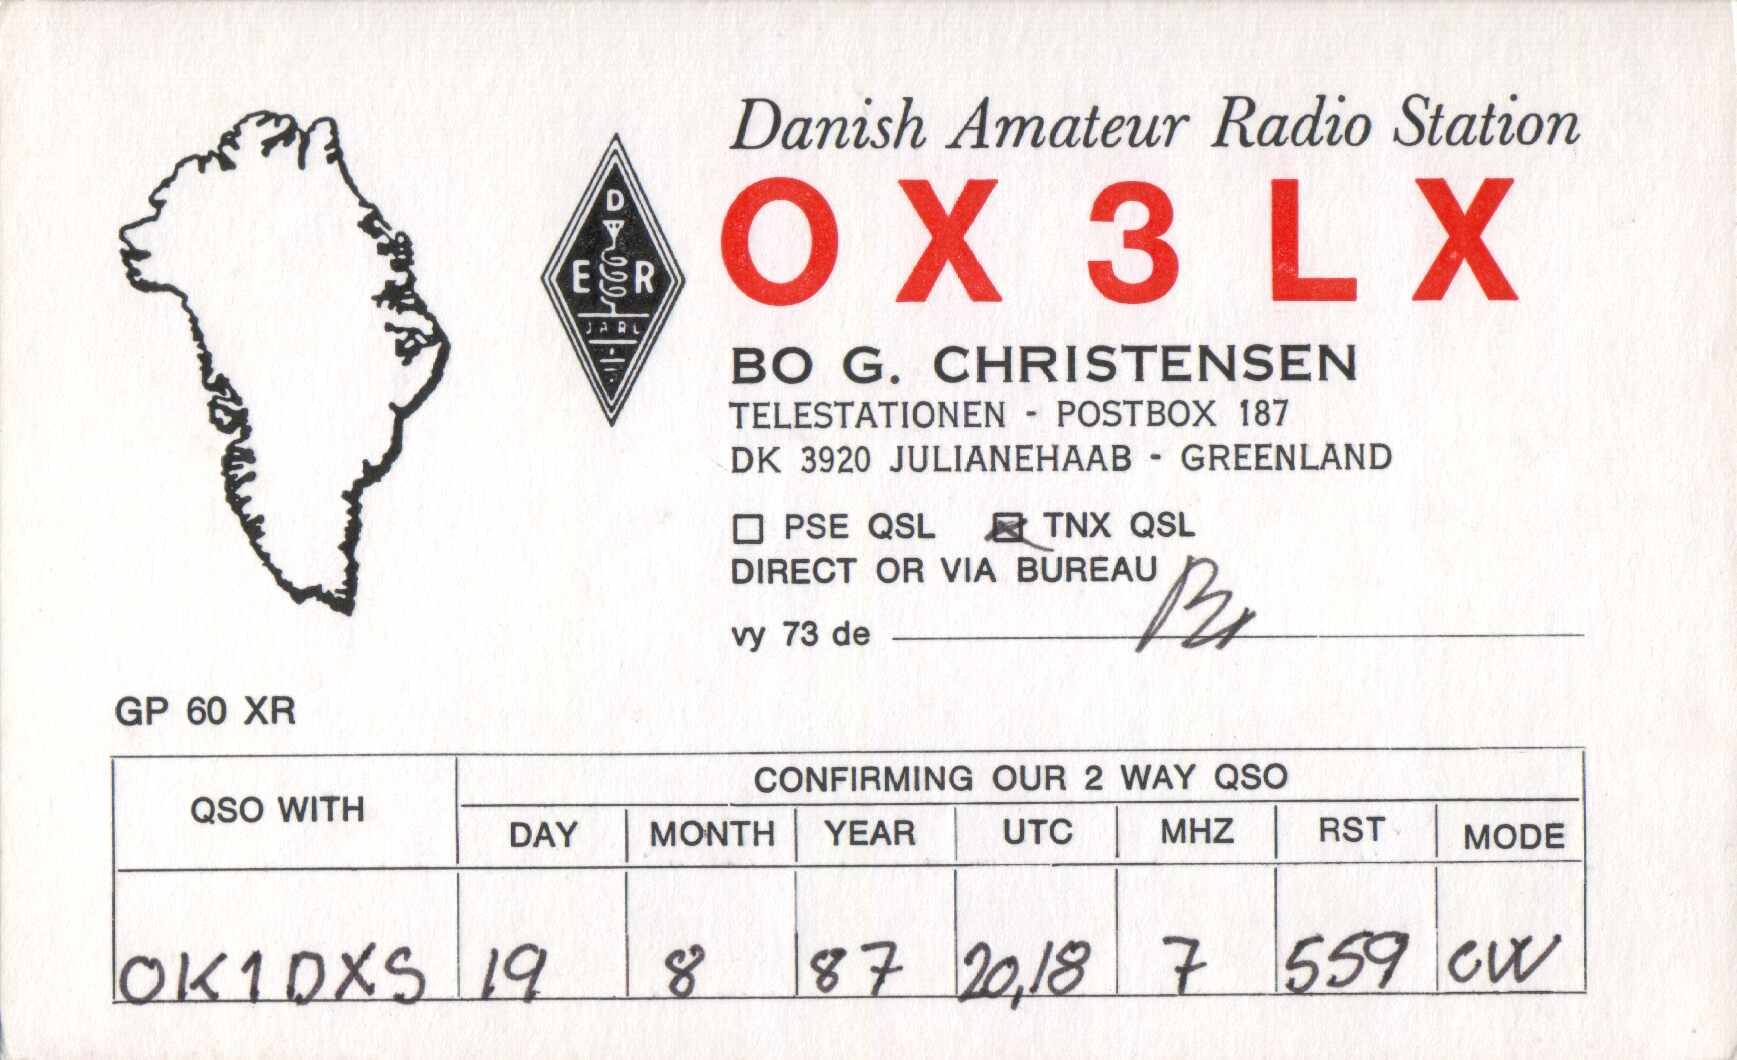 Danish Amateur Radio Station
OX3LX
D
E R
JARL
BO G. CHRISTENSEN
TELESTATIONEN - POSTBOX 187
DK 3920 JULIANEHAAB - GREENLAND
PSE QSL TNX QSL
DIRECT OR VIA BUREAU
vy 73 de
GP 60 XR
QSO WITH
CONFIRMING OUR 2 WAY QSO
DAY MONTH YEAR UTC MHZ RST MODE
OK1DXS 19 8 87 20,18 7 559 CW